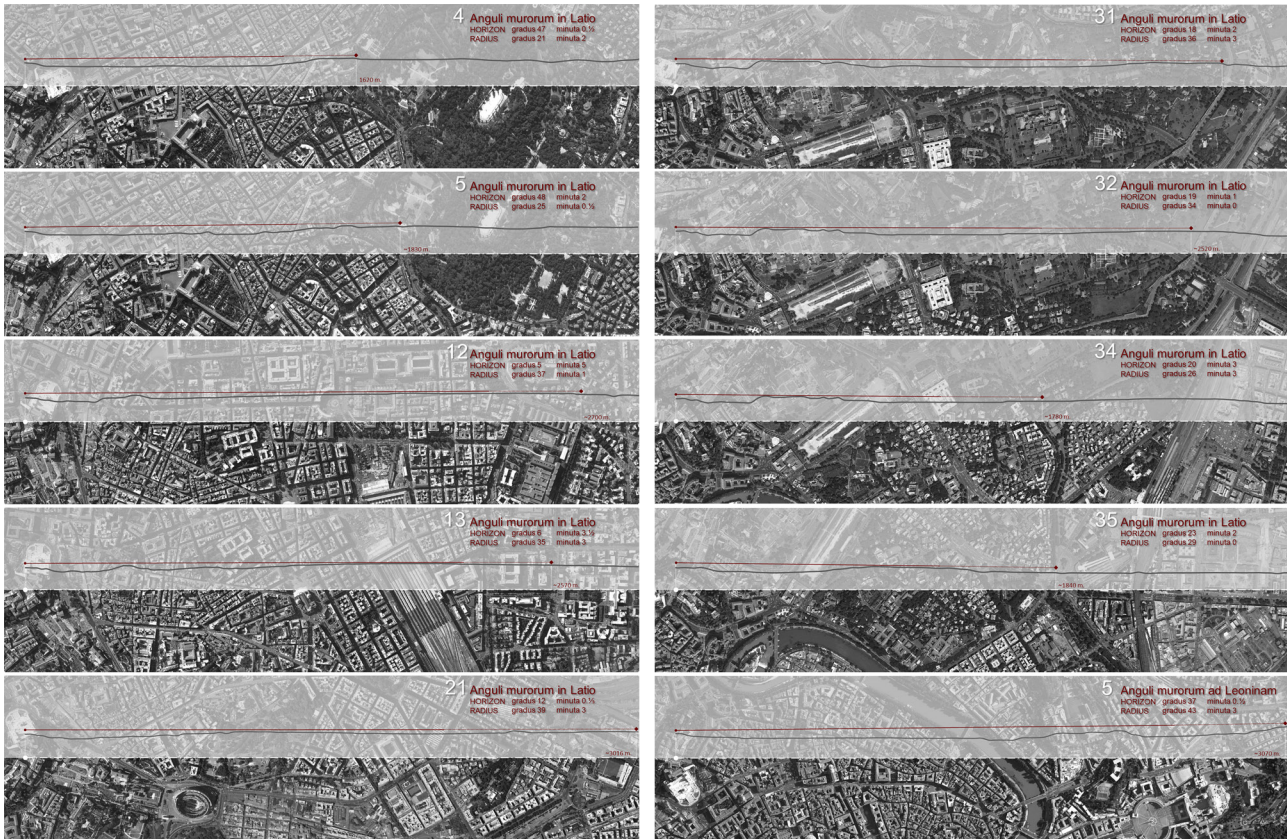 4 Anguli murorum in Latio
HORIZON gradus 47 minuta 0.½
RADIUS gradus 21 minuta 2
1620 m.
5 Anguli murorum in Latio
HORIZON gradus 48 minuta 2
RADIUS gradus 25 minuta 0.½
~1830 m.
12 Anguli murorum in Latio
HORIZON gradus 5 minuta 5
RADIUS gradus 37 minuta 1
~2700 m.
13 Anguli murorum in Latio
HORIZON gradus 6 minuta 3.½
RADIUS gradus 35 minuta 3
~2570 m.
21 Anguli murorum in Latio
HORIZON gradus 12 minuta 0.½
RADIUS gradus 39 minuta 3
~3016 m.
31 Anguli murorum in Latio
HORIZON gradus 18 minuta 2
RADIUS gradus 36 minuta 3
32 Anguli murorum in Latio
HORIZON gradus 19 minuta 1
RADIUS gradus 34 minuta 0
~2520 m.
34 Anguli murorum in Latio
HORIZON gradus 20 minuta 3
RADIUS gradus 26 minuta 3
~1780 m.
35 Anguli murorum in Latio
HORIZON gradus 23 minuta 2
RADIUS gradus 29 minuta 0
~1840 m.
5 Anguli murorum ad Leoninam
HORIZON gradus 37 minuta 0.½
RADIUS gradus 43 minuta 3
~3070 m.